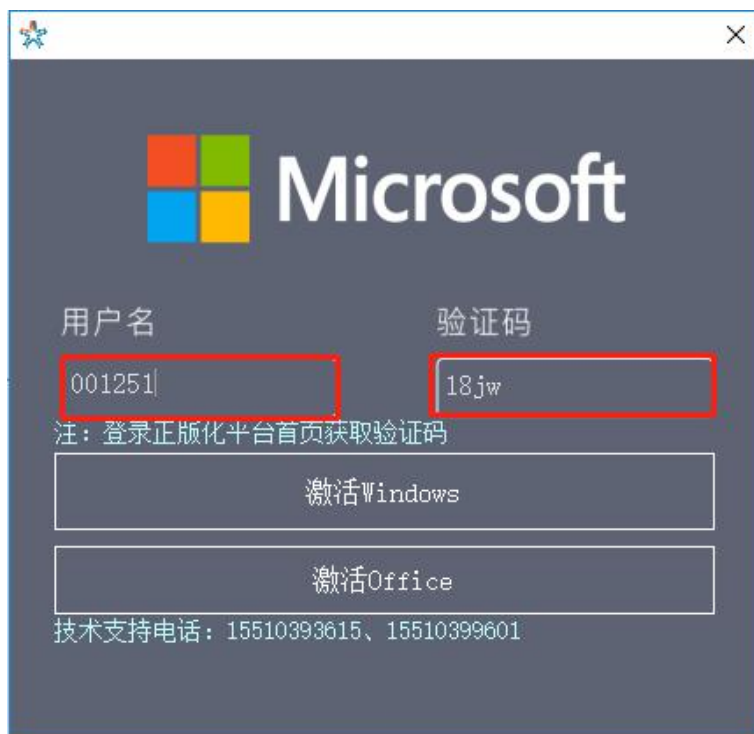 Microsoft
用户名 验证码
001251 18jw
注：登录正版化平台首页获取验证码
激活Windows
激活Office
技术支持电话：15510393615、15510399601